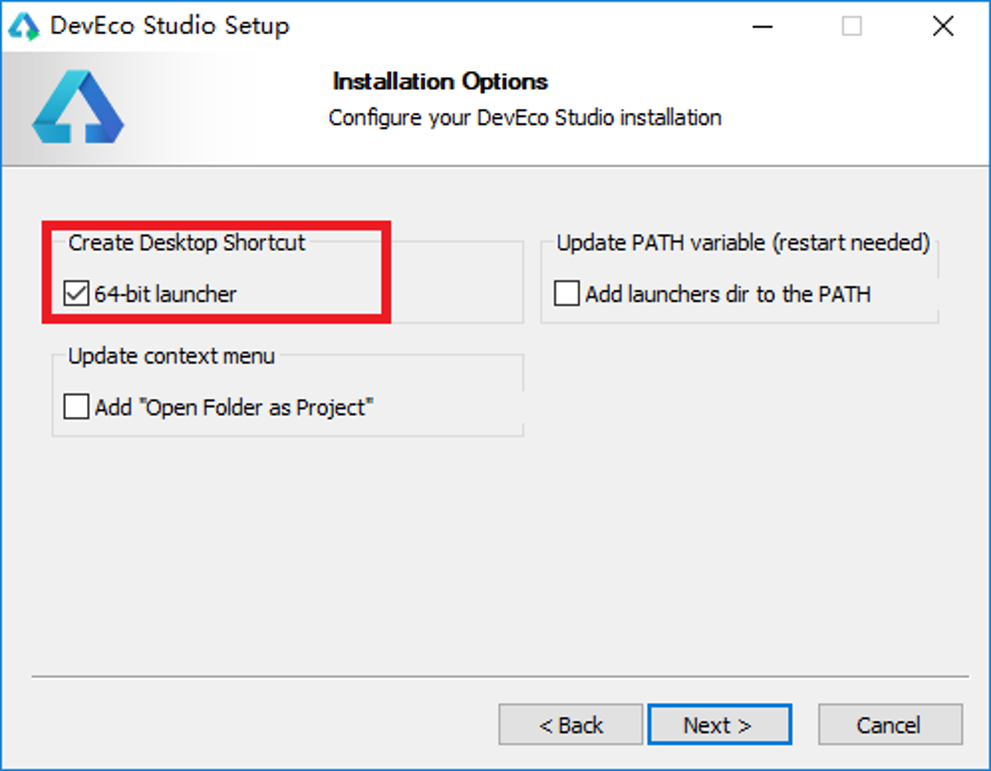 DevEco Studio Setup
Installation Options
Configure your DevEco Studio installation
Create Desktop Shortcut
64-bit launcher
Update PATH variable (restart needed)
Add launchers dir to the PATH
Update context menu
Add "Open Folder as Project"
< Back
Next >
Cancel